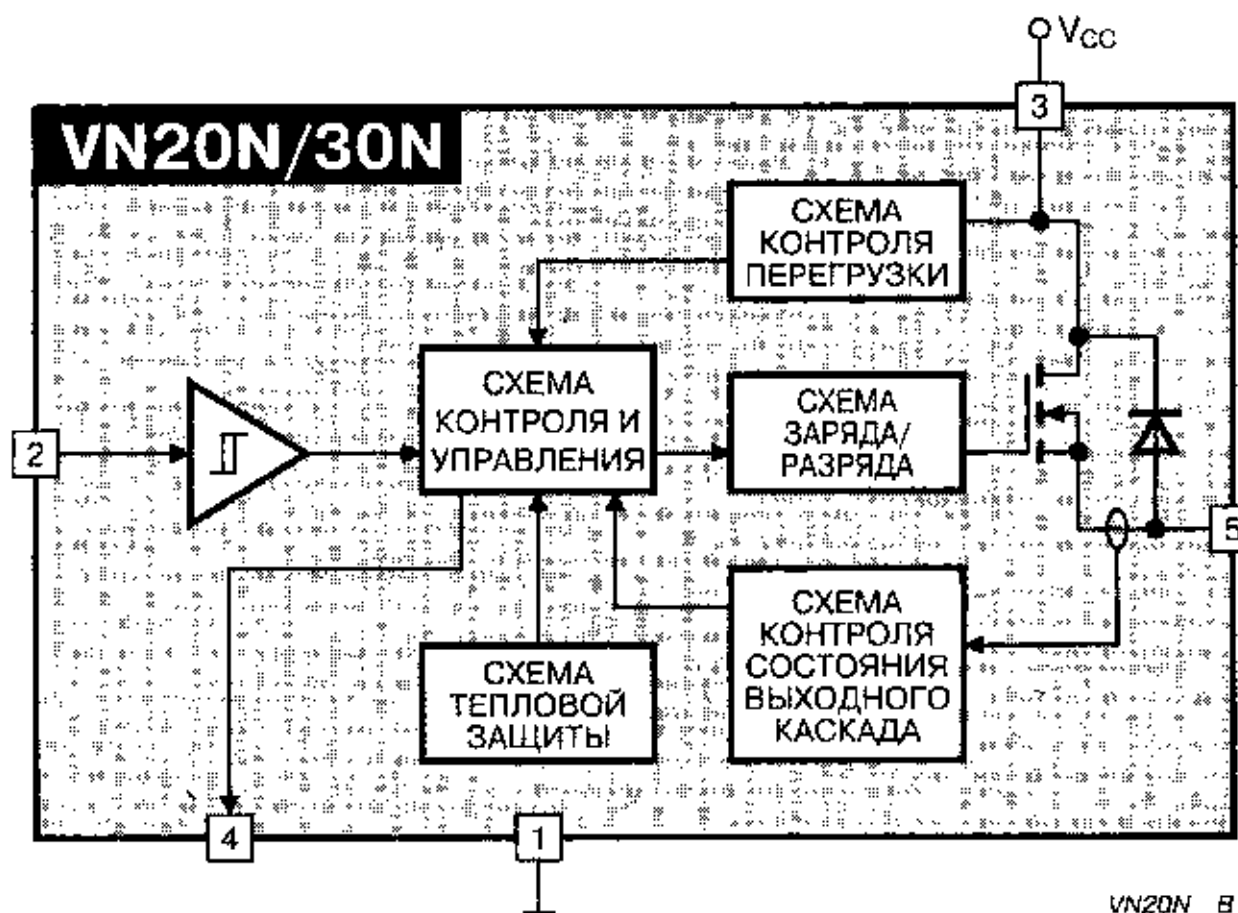 VCC
3
VN20N/30N
СХЕМА
КОНТРОЛЯ
ПЕРЕГРУЗКИ
СХЕМА
КОНТРОЛЯ И
УПРАВЛЕНИЯ
СХЕМА
ЗАРЯДА/
РАЗРЯДА
2
5
СХЕМА
ТЕПЛОВОЙ
ЗАЩИТЫ
СХЕМА
КОНТРОЛЯ
СОСТОЯНИЯ
ВЫХОДНОГО
КАСКАДА
4
1
VN20N B